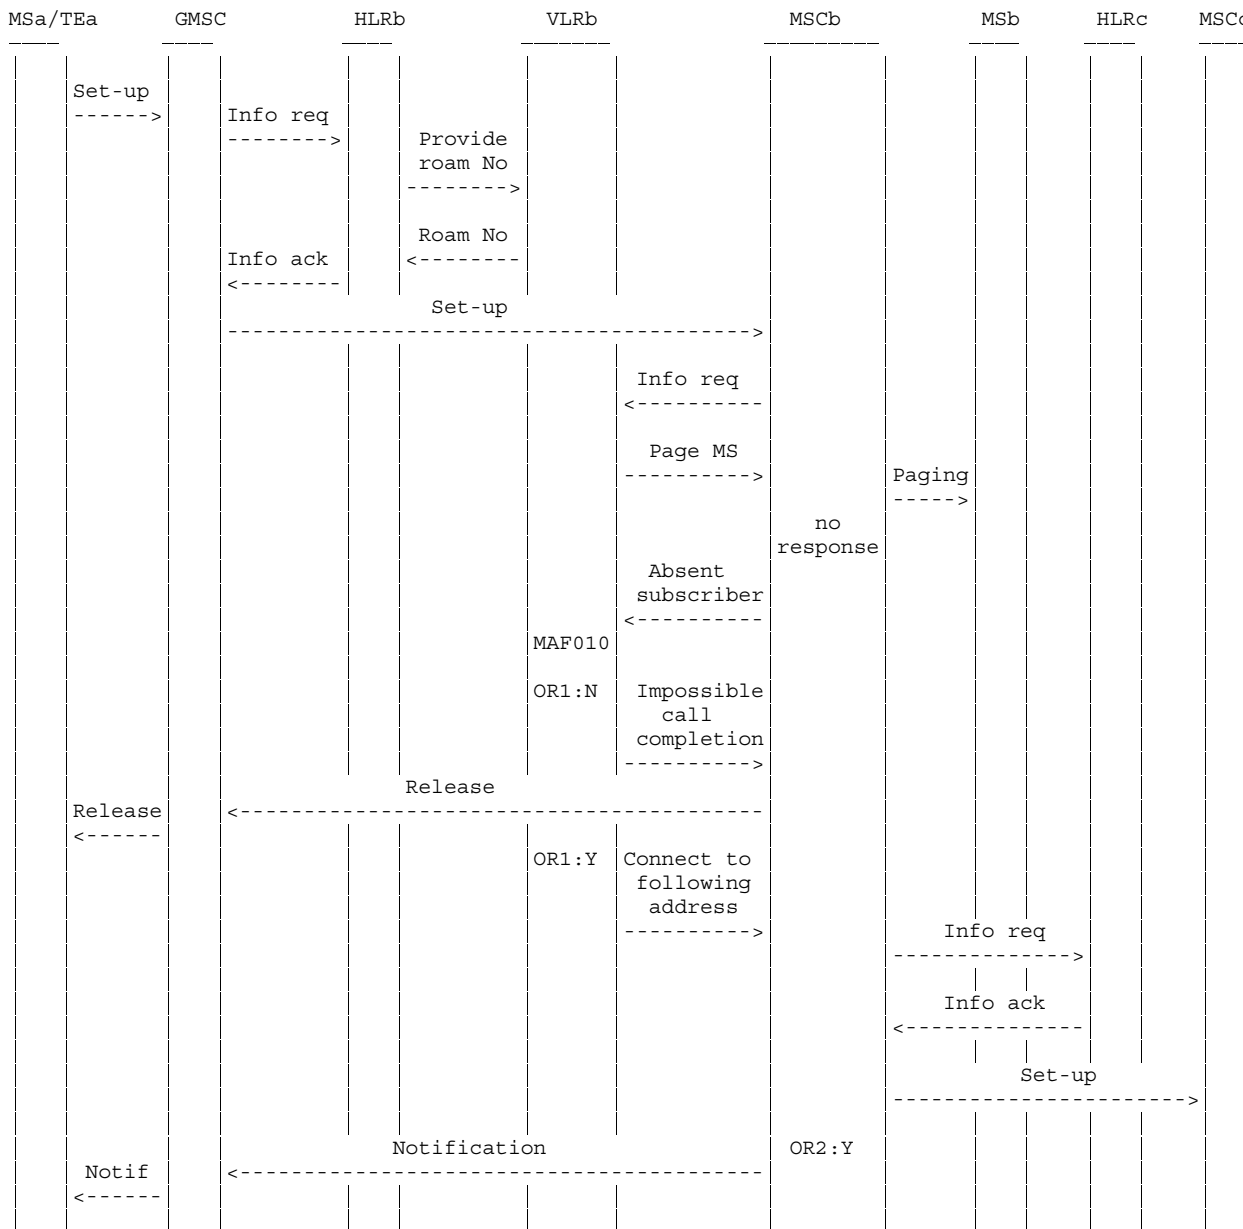 MSa/TEa GMSC HLRb VLRb MSCb MSb HLRc MSCc
Set-up
------> Info req
--------> Provide
roam No
-------->
Roam No
Info ack <--------
<--------
Set-up
----------------------------------------->
Info req
<----------
Page MS
----------> Paging
----->
no
response
Absent
subscriber
<----------
MAF010
OR1:N Impossible
call
completion
---------->
Release
Release <-----------------------------------------
<------
OR1:Y Connect to
following
address
----------> Info req
-------------->
Info ack
<--------------
Set-up
----------------------->
Notification OR2:Y
Notif <-----------------------------------------
<------